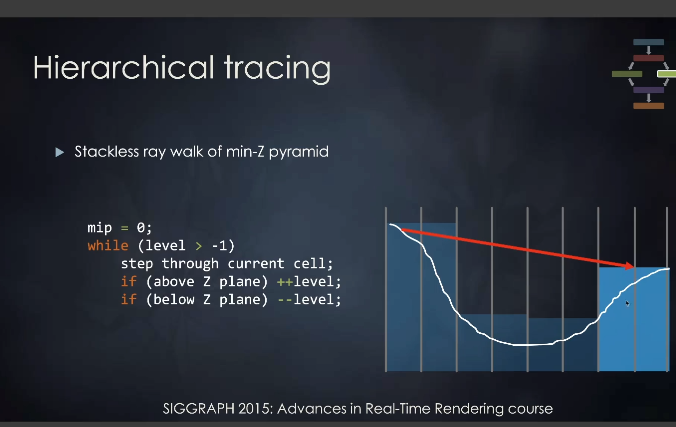 Hierarchical tracing
Stackless ray walk of min-Z pyramid
mip = 0;
while (level > -1)
step through current cell;
if (above Z plane) ++level;
if (below Z plane) --level;
SIGGRAPH 2015: Advances in Real-Time Rendering course